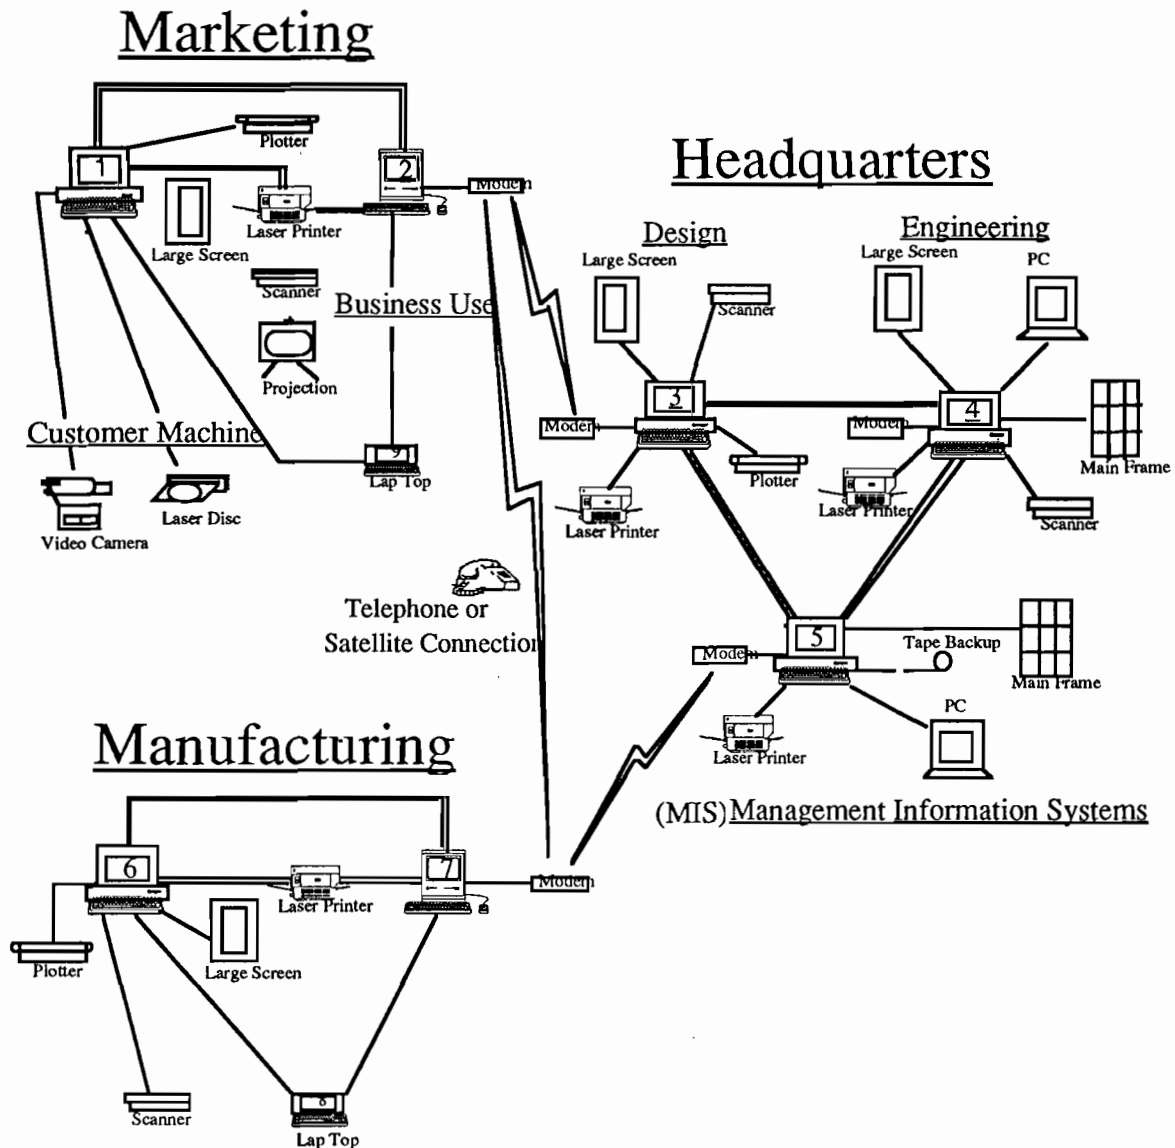 Marketing
1
Plotter
2
Modem
Laser Printer
Large Screen
Scanner
Business Use
Projection
Customer Machine
9
Lap Top
Laser Disc
Video Camera
Headquarters
Design
Large Screen
Scanner
3
Modem
Plotter
Laser Printer
Engineering
Large Screen
PC
4
Modem
Main Frame
Laser Printer
Scanner
Telephone or
Satellite Connection
5
Modem
Tape Backup
Main Frame
Laser Printer
PC
(MIS) Management Information Systems
Manufacturing
6
7
Modem
Laser Printer
Plotter
Large Screen
Scanner
8
Lap Top